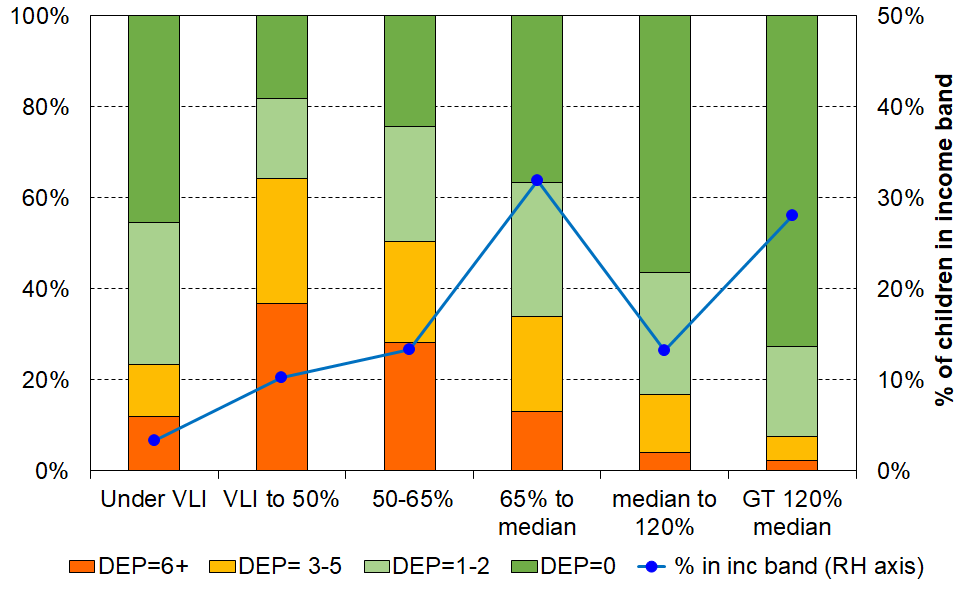 100%
80%
60%
40%
20%
0%
50%
40%
30%
20%
10%
0%
% of children in income band
Under VLI
VLI to 50%
50-65%
65% to
median
median to
120%
GT 120%
median
DEP=6+
DEP= 3-5
DEP=1-2
DEP=0
% in inc band (RH axis)